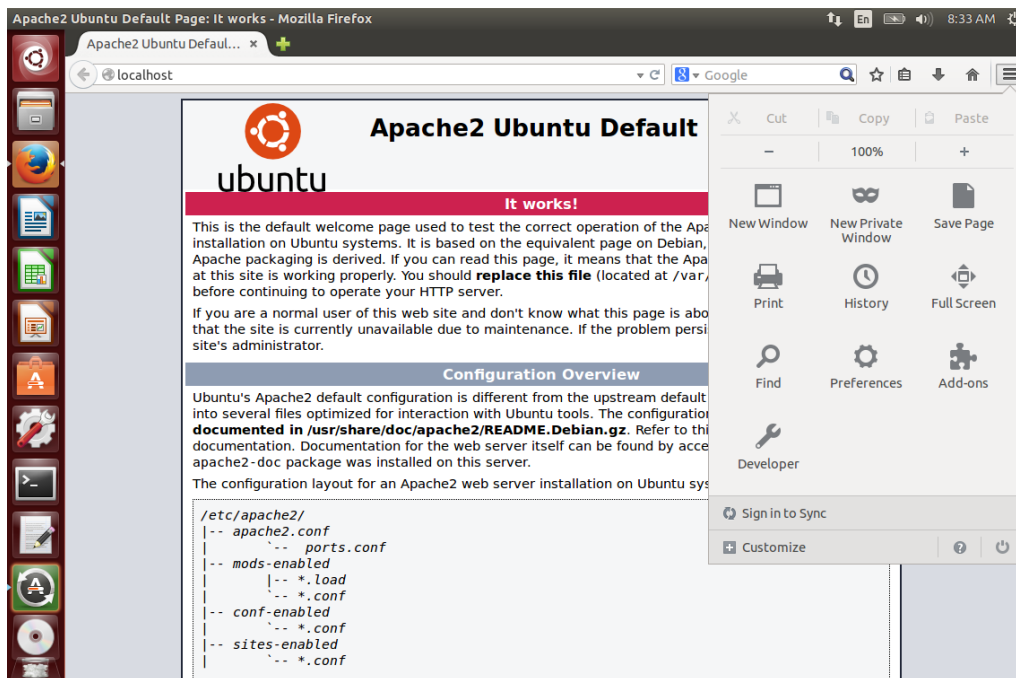 Apache2 Ubuntu Default Page: It works - Mozilla Firefox
En
8:33 AM
Apache2 Ubuntu Defaul... ×
localhost
8
Google
Apache2 Ubuntu Default
ubuntu
It works!
This is the default welcome page used to test the correct operation of the Apa
installation on Ubuntu systems. It is based on the equivalent page on Debian,
Apache packaging is derived. If you can read this page, it means that the Apa
at this site is working properly. You should replace this file (located at /var/
before continuing to operate your HTTP server.
If you are a normal user of this web site and don't know what this page is abo
that the site is currently unavailable due to maintenance. If the problem persi
site's administrator.
Configuration Overview
Ubuntu's Apache2 default configuration is different from the upstream default
into several files optimized for interaction with Ubuntu tools. The configuration
documented in /usr/share/doc/apache2/README.Debian.gz. Refer to thi
documentation. Documentation for the web server itself can be found by acce
apache2-doc package was installed on this server.
The configuration layout for an Apache2 web server installation on Ubuntu sys
/etc/apache2/
|-- apache2.conf
|       `--  ports.conf
|-- mods-enabled
|       |-- *.load
|       `-- *.conf
|-- conf-enabled
|       `-- *.conf
|-- sites-enabled
|       `-- *.conf
Cut
Copy
Paste
−
100%
+
New Window
New Private
Window
Save Page
Print
History
Full Screen
Find
Preferences
Add-ons
Developer
Sign in to Sync
Customize
?